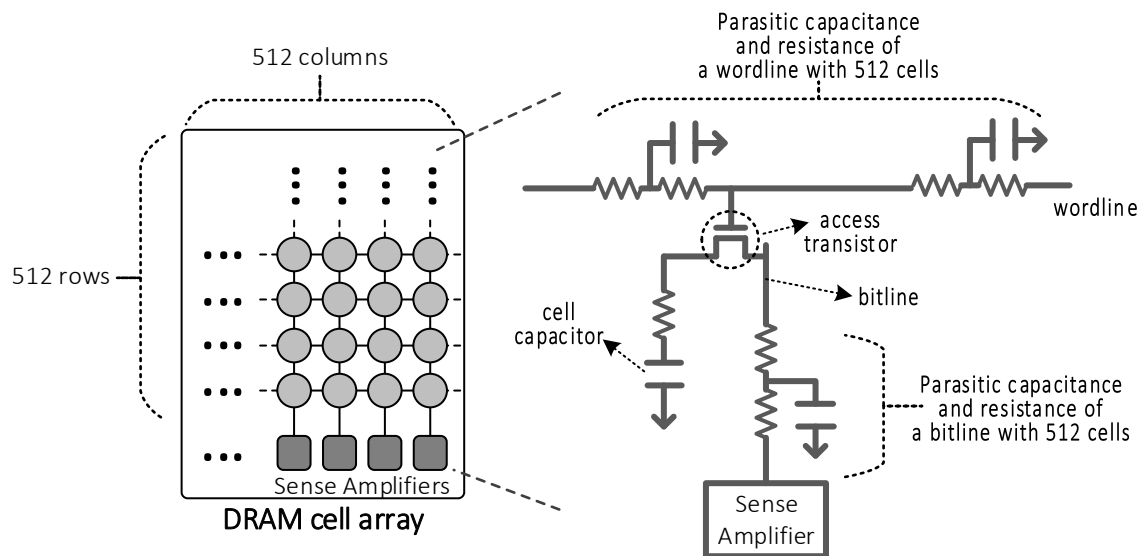 512 columns
512 rows
Sense Amplifiers
DRAM cell array
Parasitic capacitance
and resistance of
a wordline with 512 cells
wordline
access
transistor
bitline
cell
capacitor
Parasitic capacitance
and resistance of
a bitline with 512 cells
Sense
Amplifier